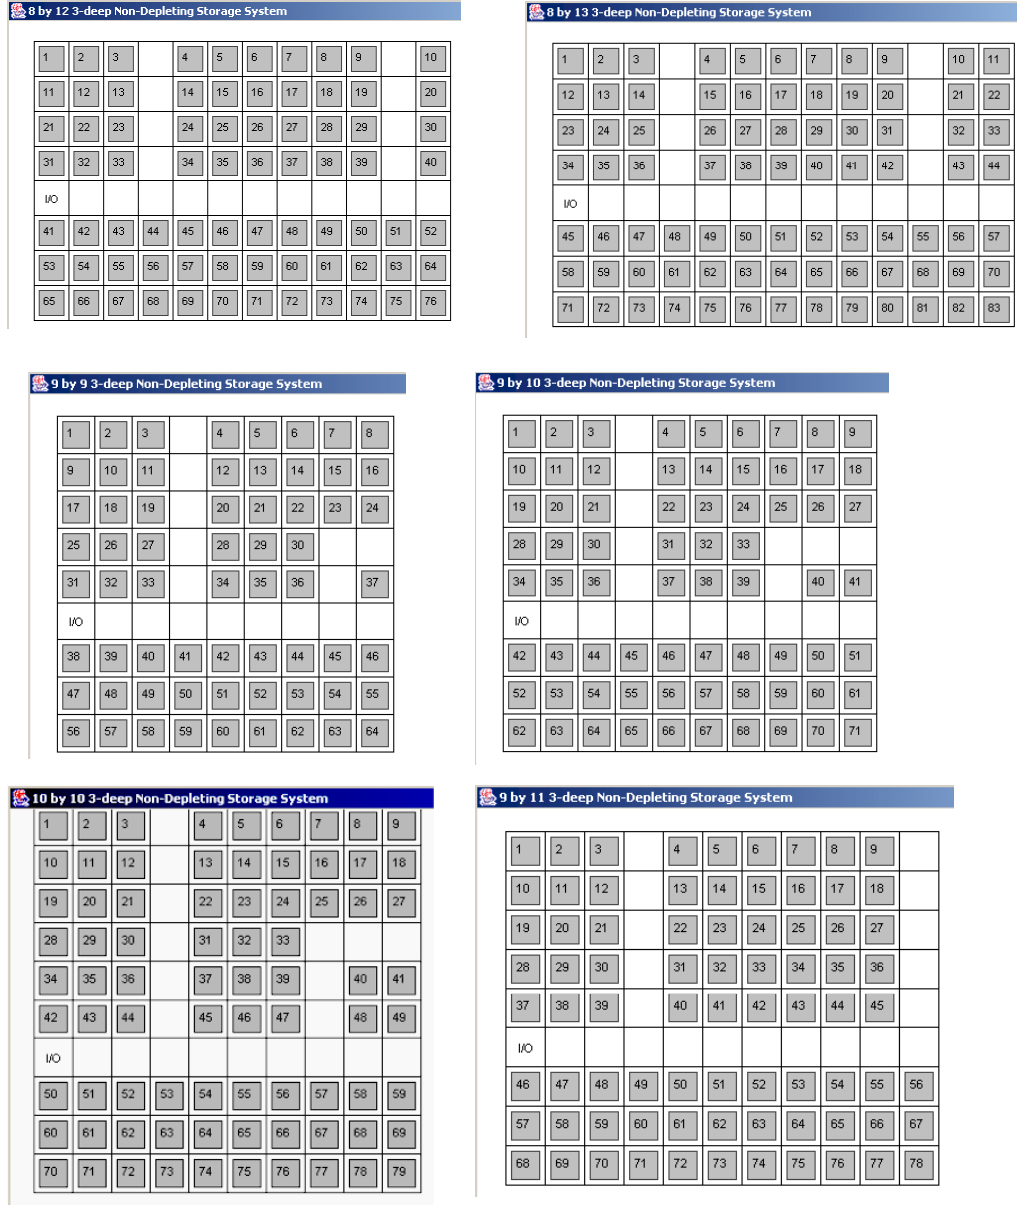 8 by 12 3-deep Non-Depleting Storage System
1 2 3 4 5 6 7 8 9 10
11 12 13 14 15 16 17 18 19 20
21 22 23 24 25 26 27 28 29 30
31 32 33 34 35 36 37 38 39 40
I/O
41 42 43 44 45 46 47 48 49 50 51 52
53 54 55 56 57 58 59 60 61 62 63 64
65 66 67 68 69 70 71 72 73 74 75 76
8 by 13 3-deep Non-Depleting Storage System
1 2 3 4 5 6 7 8 9 10 11
12 13 14 15 16 17 18 19 20 21 22
23 24 25 26 27 28 29 30 31 32 33
34 35 36 37 38 39 40 41 42 43 44
I/O
45 46 47 48 49 50 51 52 53 54 55 56 57
58 59 60 61 62 63 64 65 66 67 68 69 70
71 72 73 74 75 76 77 78 79 80 81 82 83
9 by 9 3-deep Non-Depleting Storage System
1 2 3 4 5 6 7 8
9 10 11 12 13 14 15 16
17 18 19 20 21 22 23 24
25 26 27 28 29 30
31 32 33 34 35 36 37
I/O
38 39 40 41 42 43 44 45 46
47 48 49 50 51 52 53 54 55
56 57 58 59 60 61 62 63 64
9 by 10 3-deep Non-Depleting Storage System
1 2 3 4 5 6 7 8 9
10 11 12 13 14 15 16 17 18
19 20 21 22 23 24 25 26 27
28 29 30 31 32 33
34 35 36 37 38 39 40 41
I/O
42 43 44 45 46 47 48 49 50 51
52 53 54 55 56 57 58 59 60 61
62 63 64 65 66 67 68 69 70 71
10 by 10 3-deep Non-Depleting Storage System
1 2 3 4 5 6 7 8 9
10 11 12 13 14 15 16 17 18
19 20 21 22 23 24 25 26 27
28 29 30 31 32 33
34 35 36 37 38 39 40 41
42 43 44 45 46 47 48 49
I/O
50 51 52 53 54 55 56 57 58 59
60 61 62 63 64 65 66 67 68 69
70 71 72 73 74 75 76 77 78 79
9 by 11 3-deep Non-Depleting Storage System
1 2 3 4 5 6 7 8 9
10 11 12 13 14 15 16 17 18
19 20 21 22 23 24 25 26 27
28 29 30 31 32 33 34 35 36
37 38 39 40 41 42 43 44 45
I/O
46 47 48 49 50 51 52 53 54 55 56
57 58 59 60 61 62 63 64 65 66 67
68 69 70 71 72 73 74 75 76 77 78